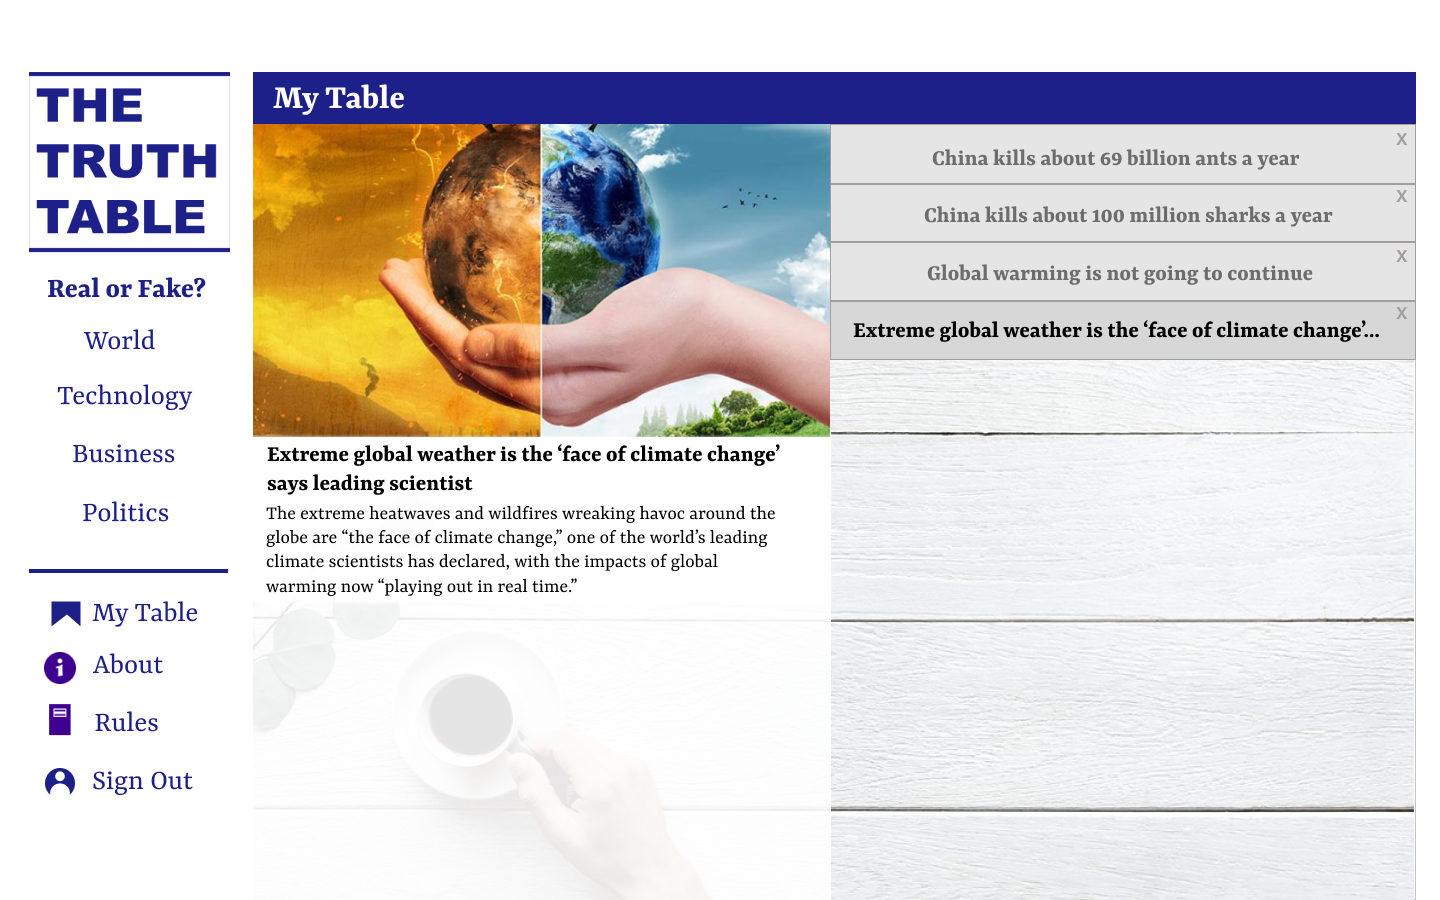 THE
TRUTH
TABLE
Real or Fake?
World
Technology
Business
Politics
My Table
About
Rules
Sign Out
My Table
Extreme global weather is the ‘face of climate change’
says leading scientist
The extreme heatwaves and wildfires wreaking havoc around the
globe are “the face of climate change,” one of the world’s leading
climate scientists has declared, with the impacts of global
warming now “playing out in real time.”
X
China kills about 69 billion ants a year
X
China kills about 100 million sharks a year
X
Global warming is not going to continue
X
Extreme global weather is the ‘face of climate change’...